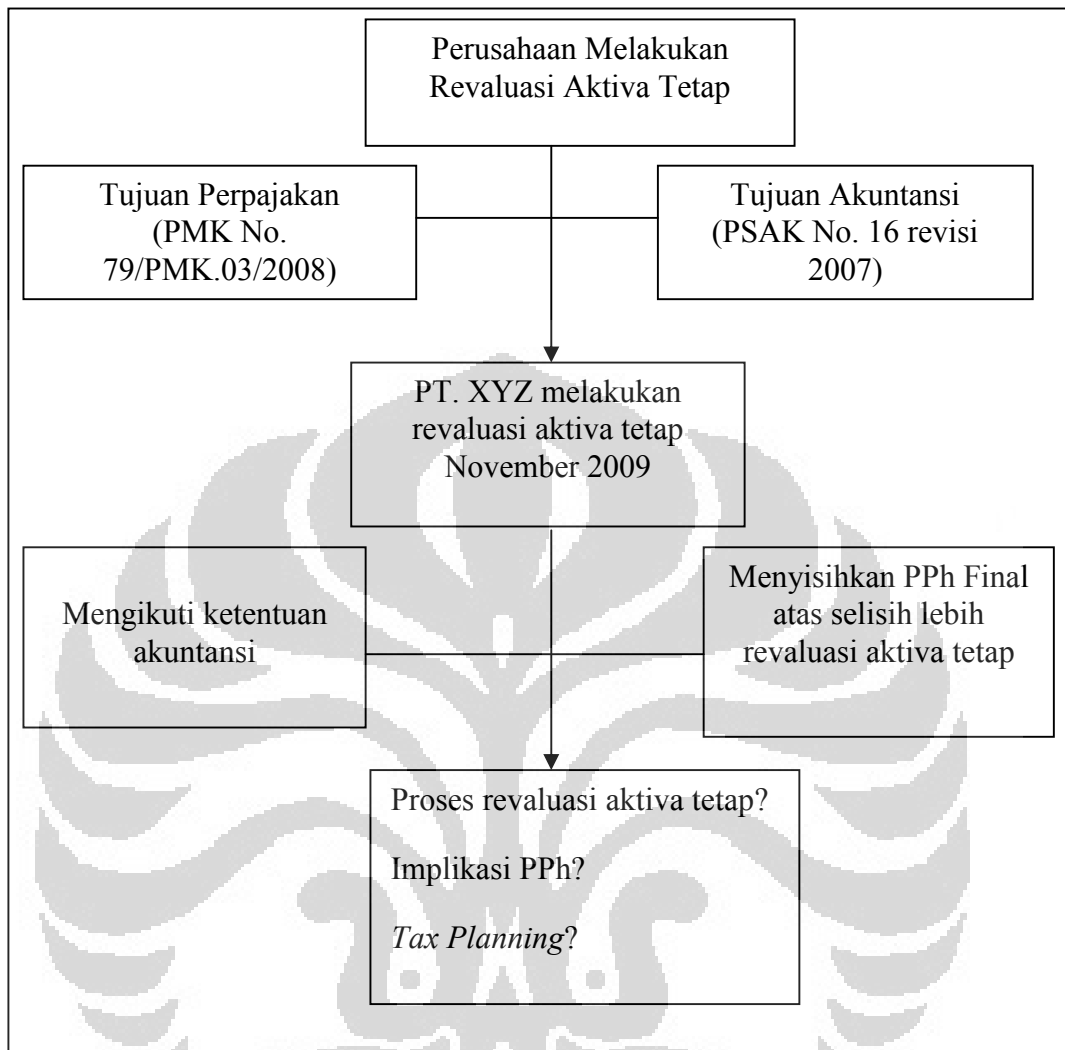 Perusahaan Melakukan
Revaluasi Aktiva Tetap
Tujuan Perpajakan
(PMK No.
79/PMK.03/2008)
Tujuan Akuntansi
(PSAK No. 16 revisi
2007)
PT. XYZ melakukan
revaluasi aktiva tetap
November 2009
Mengikuti ketentuan
akuntansi
Menyisihkan PPh Final
atas selisih lebih
revaluasi aktiva tetap
Proses revaluasi aktiva tetap?
Implikasi PPh?
Tax Planning?